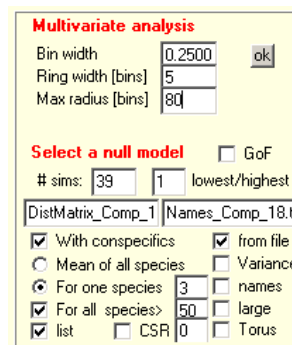 Multivariate analysis
Bin width 0.2500 ok
Ring width [bins] 5
Max radius [bins] 80
Select a null model GoF
# sims: 39 1 lowest/highest
DistMatrix_Comp_1 Names_Comp_18.t
With conspecifics from file
Mean of all species Variance
For one species 3 names
For all species> 50 large
list CSR 0 Torus